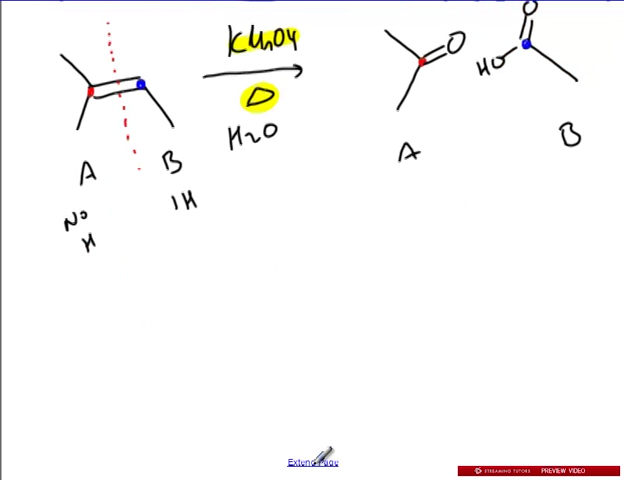 KMnO4
H2O
O
HO
O
A
B
No
H
1H
A
B
Extend Page
STREAMING TUTORS PREVIEW VIDEO